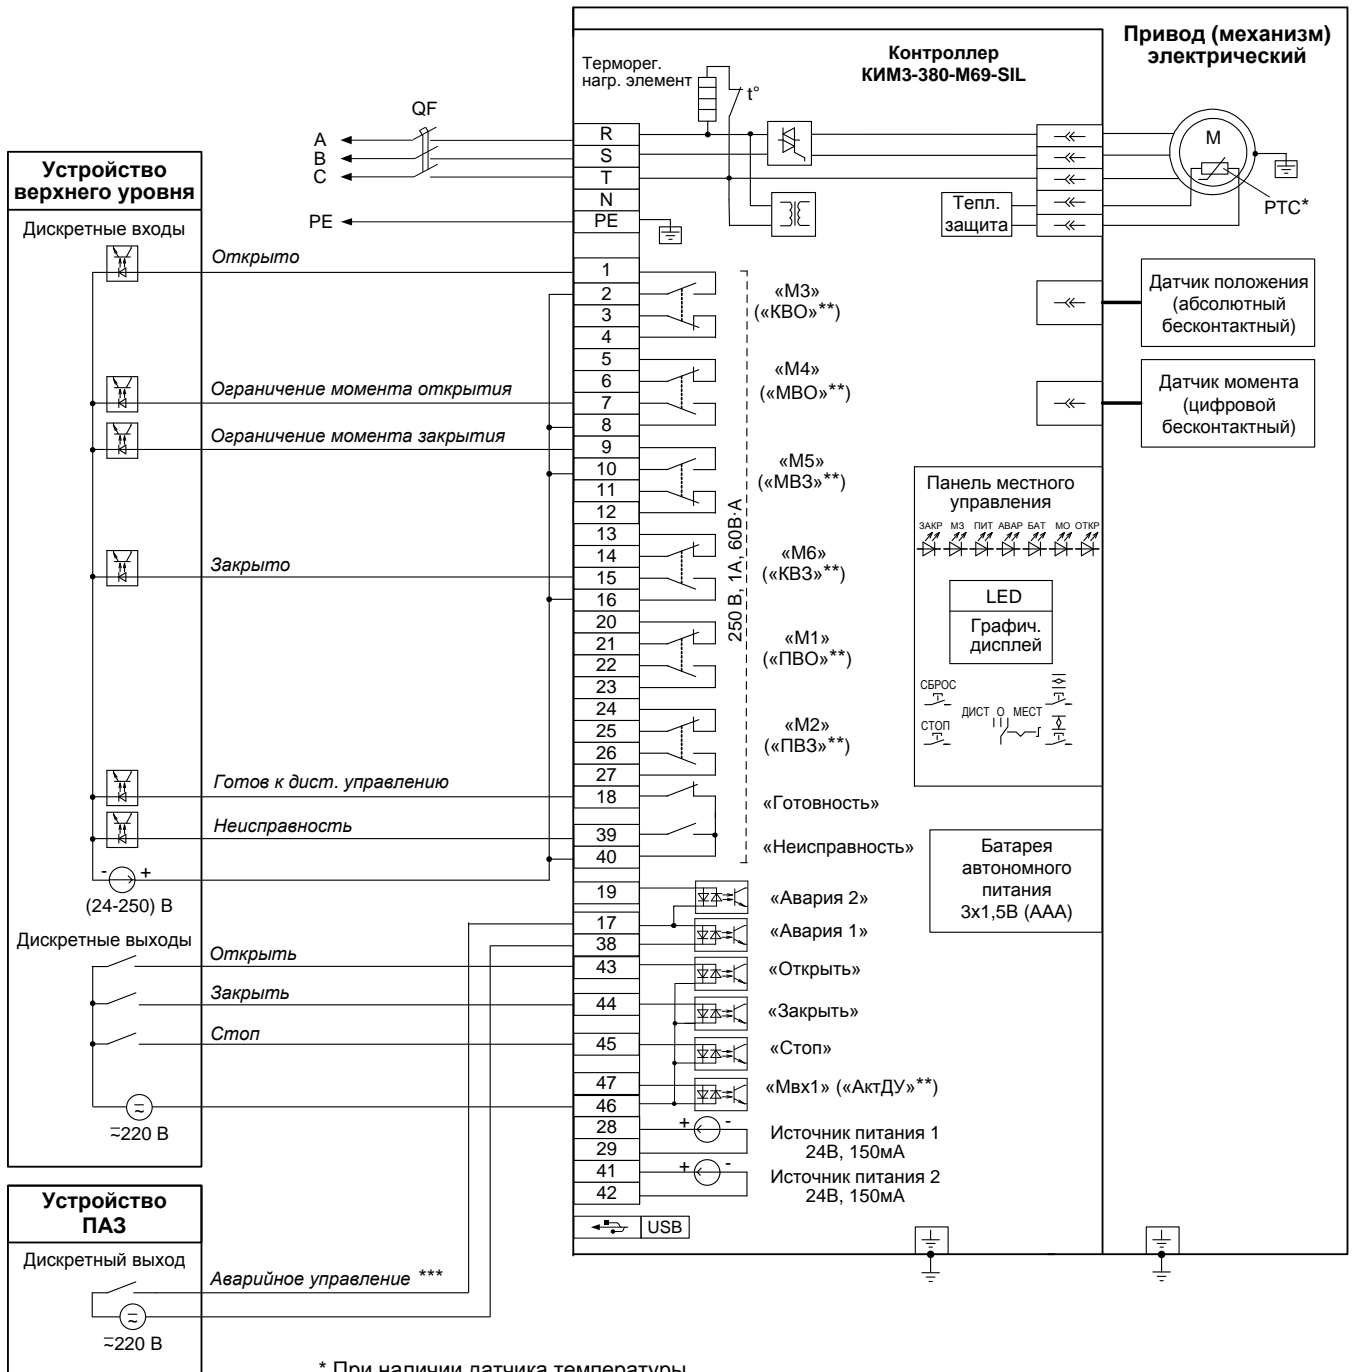 Привод (механизм)
электрический
Контроллер
КИМ3-380-М69-SIL
Терморег.
нагр. элемент
t°
QF
A
B
C
PE
R
S
T
N
PE
M
PTC*
Тепл.
защита
Устройство
верхнего уровня
Дискретные входы
Открыто
Ограничение момента открытия
Ограничение момента закрытия
Закрыто
Готов к дист. управлению
Неисправность
- +
(24-250) В
Дискретные выходы
Открыть
Закрыть
Стоп
≂220 В
1
2
3
4
5
6
7
8
9
10
11
12
13
14
15
16
20
21
22
23
24
25
26
27
18
39
40
19
17
38
43
44
45
47
46
28
29
41
42
USB
«М3»
(«КВО»**)
«М4»
(«МВО»**)
«М5»
(«МВЗ»**)
«М6»
(«КВЗ»**)
«М1»
(«ПВО»**)
«М2»
(«ПВЗ»**)
250 В, 1А, 60В·А
«Готовность»
«Неисправность»
«Авария 2»
«Авария 1»
«Открыть»
«Закрыть»
«Стоп»
«Мвх1» («АктДУ»**)
+ -
Источник питания 1
24В, 150мА
+ -
Источник питания 2
24В, 150мА
Датчик положения
(абсолютный
бесконтактный)
Датчик момента
(цифровой
бесконтактный)
Панель местного
управления
ЗАКР МЗ ПИТ АВАР БАТ МО ОТКР
LED
Графич.
дисплей
СБРОС
СТОП
ДИСТ О МЕСТ
Батарея
автономного
питания
3х1,5В (ААА)
Устройство
ПАЗ
Дискретный выход
Аварийное управление ***
≂220 В
* При наличии датчика температуры